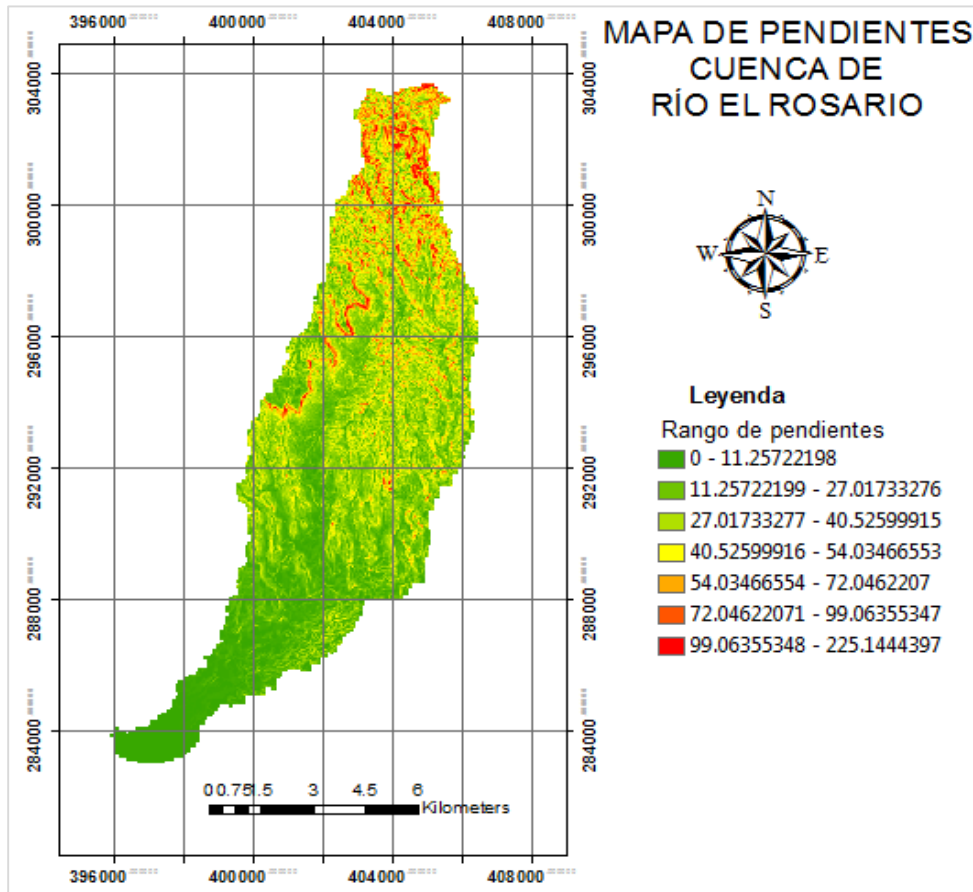 396000 400000 404000 408000
MAPA DE PENDIENTES
CUENCA DE
RÍO EL ROSARIO
304000
304000
N
W E
S
300000
300000
296000
296000
Leyenda
Rango de pendientes
0 - 11.25722198
11.25722199 - 27.01733276
27.01733277 - 40.52599915
40.52599916 - 54.03466553
54.03466554 - 72.0462207
72.04622071 - 99.06355347
99.06355348 - 225.1444397
292000
292000
288000
288000
284000
284000
0 0.75 1.5 3 4.5 6
Kilometers
396000 400000 404000 408000